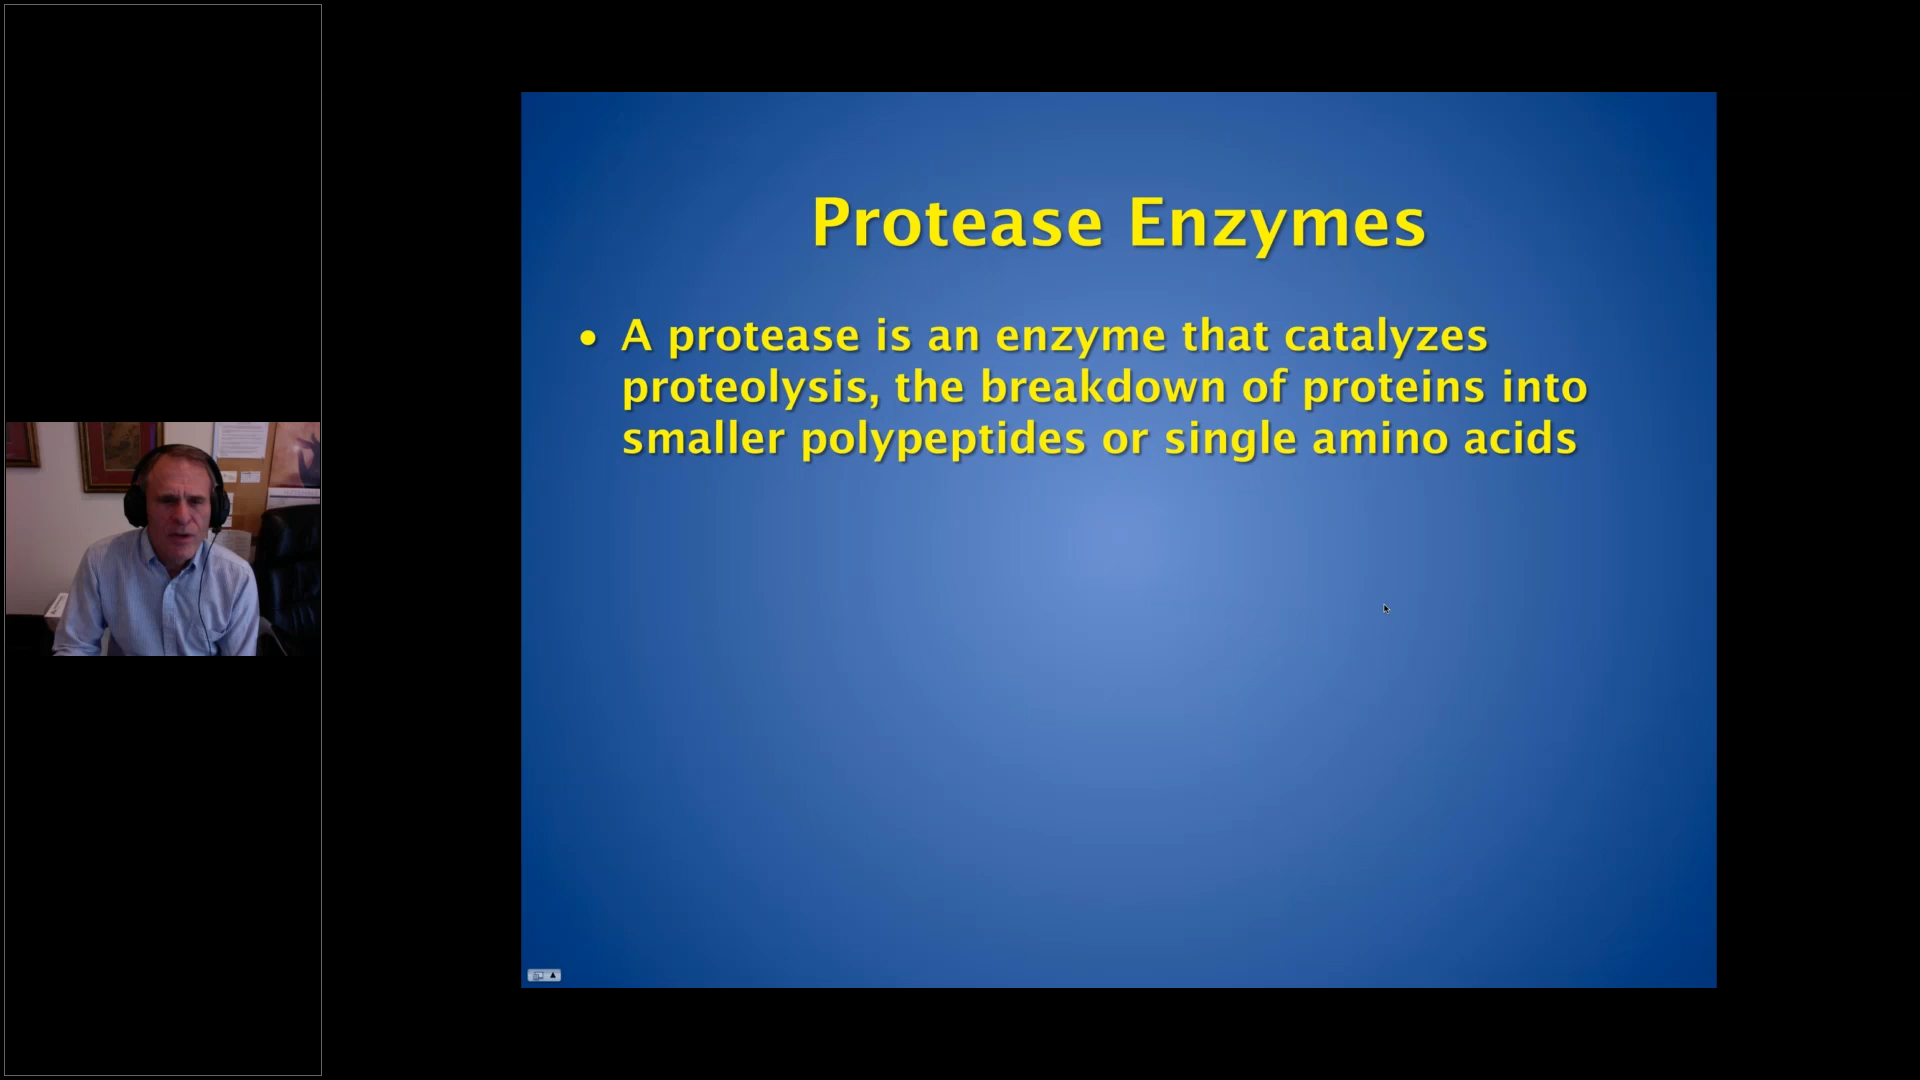 Protease Enzymes
• A protease is an enzyme that catalyzes
proteolysis, the breakdown of proteins into
smaller polypeptides or single amino acids